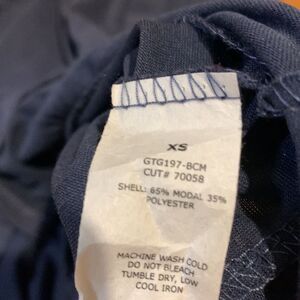 XS
GTG197-BCM
CUT# 70058
SHELL: 65% MODAL 35%
POLYESTER
MACHINE WASH COLD
DO NOT BLEACH
TUMBLE DRY, LOW
COOL IRON